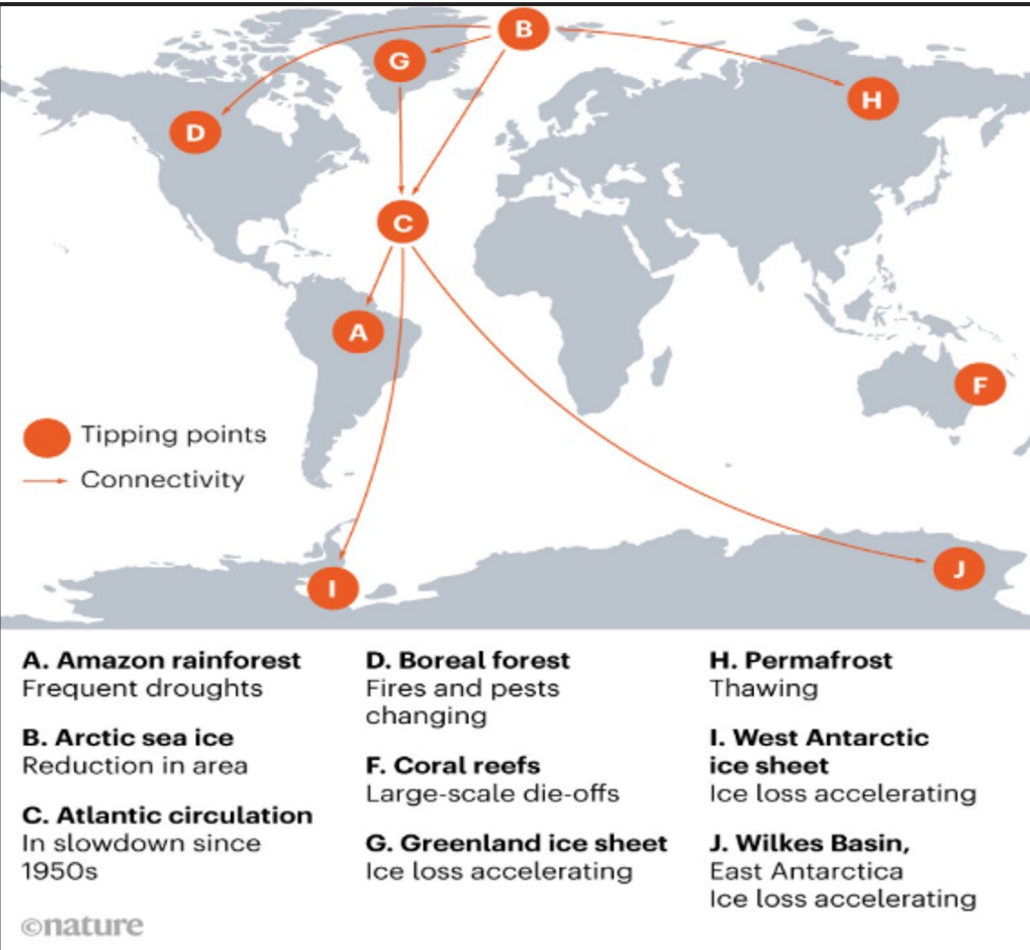 B
G
H
D
C
A
F
Tipping points
Connectivity
J
I
A. Amazon rainforest
Frequent droughts
B. Arctic sea ice
Reduction in area
C. Atlantic circulation
In slowdown since
1950s
D. Boreal forest
Fires and pests
changing
F. Coral reefs
Large-scale die-offs
G. Greenland ice sheet
Ice loss accelerating
H. Permafrost
Thawing
I. West Antarctic
ice sheet
Ice loss accelerating
J. Wilkes Basin,
East Antarctica
Ice loss accelerating
©nature